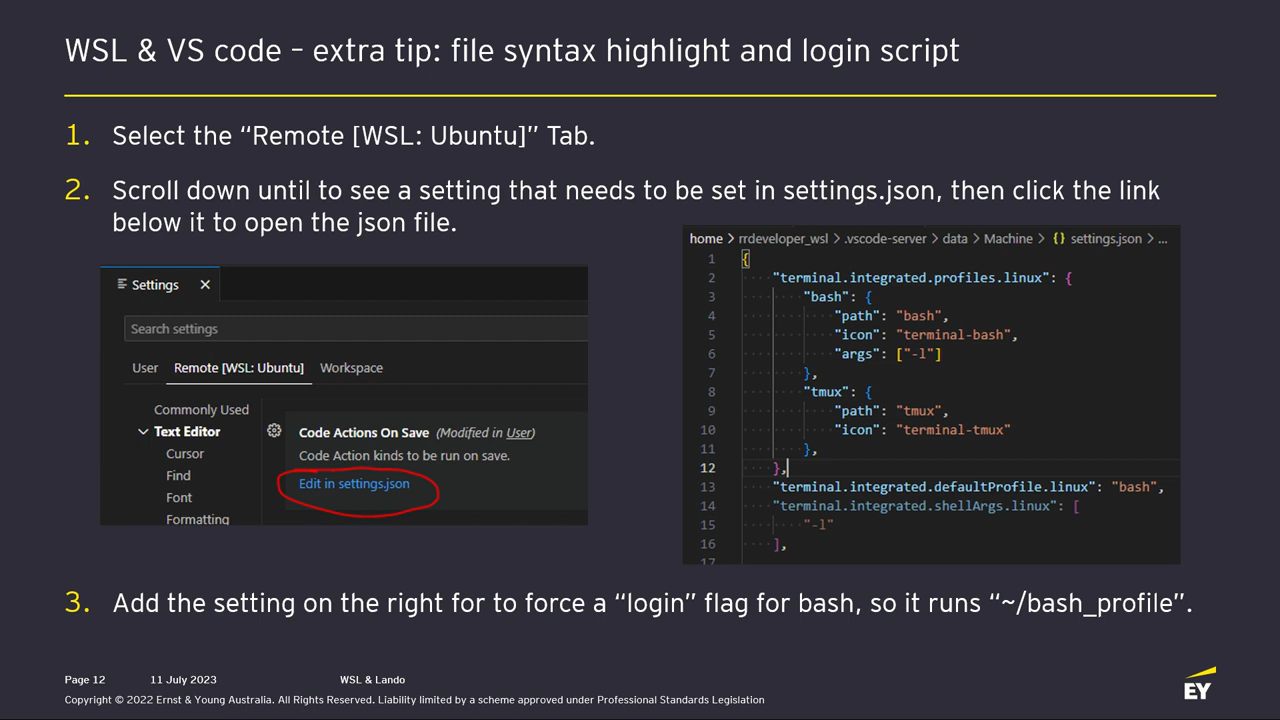 WSL & VS code – extra tip: file syntax highlight and login script
1. Select the “Remote [WSL: Ubuntu]” Tab.
2. Scroll down until to see a setting that needs to be set in settings.json, then click the link
below it to open the json file.
Settings ×
Search settings
User Remote [WSL: Ubuntu] Workspace
Commonly Used
Text Editor
Cursor
Find
Font
Formatting
Code Actions On Save (Modified in User)
Code Action kinds to be run on save.
Edit in settings.json
home > rrdeveloper_wsl > .vscode-server > data > Machine > {} settings.json > ...
1 {
2 "terminal.integrated.profiles.linux": {
3 "bash": {
4 "path": "bash",
5 "icon": "terminal-bash",
6 "args": ["-l"]
7 },
8 "tmux": {
9 "path": "tmux",
10 "icon": "terminal-tmux"
11 },
12 },
13 "terminal.integrated.defaultProfile.linux": "bash",
14 "terminal.integrated.shellArgs.linux": [
15 "-l"
16 ],
17
3. Add the setting on the right for to force a “login” flag for bash, so it runs “~/bash_profile”.
Page 12 11 July 2023 WSL & Lando
Copyright © 2022 Ernst & Young Australia. All Rights Reserved. Liability limited by a scheme approved under Professional Standards Legislation
EY